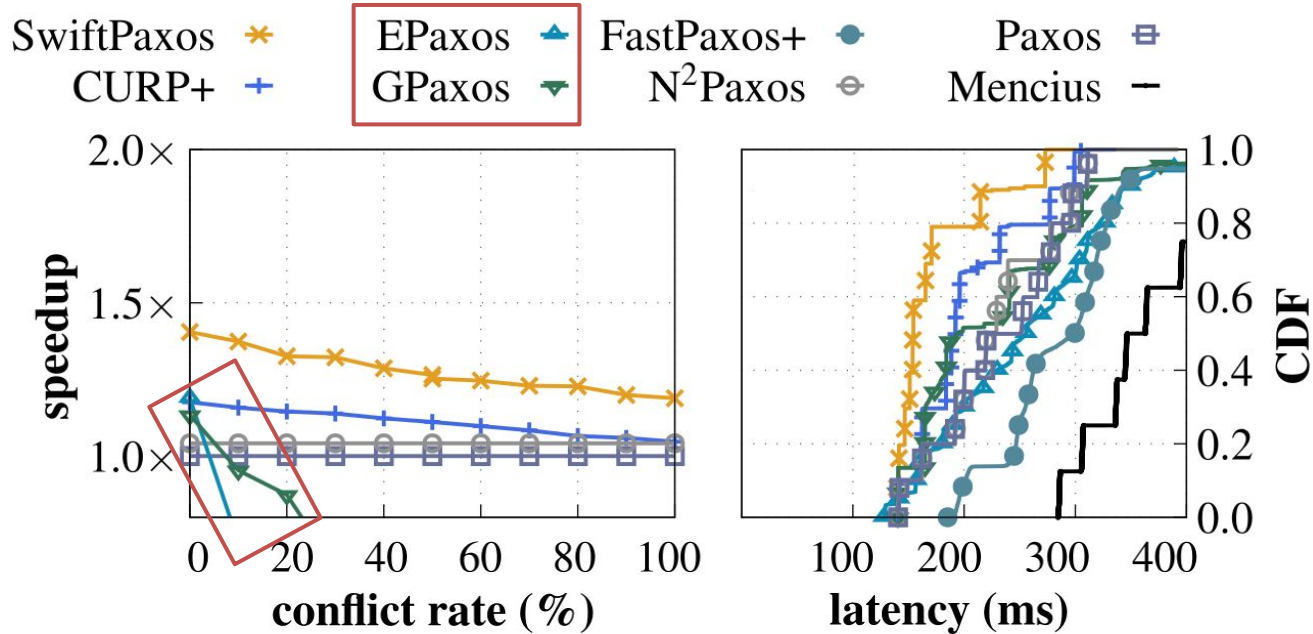 SwiftPaxos EPaxos FastPaxos+ Paxos
CURP+ GPaxos N²Paxos Mencius
2.0×
1.5×
1.0×
speedup
0 20 40 60 80 100
conflict rate (%)
1.0
0.8
0.6
0.4
0.2
0.0
CDF
100 200 300 400
latency (ms)